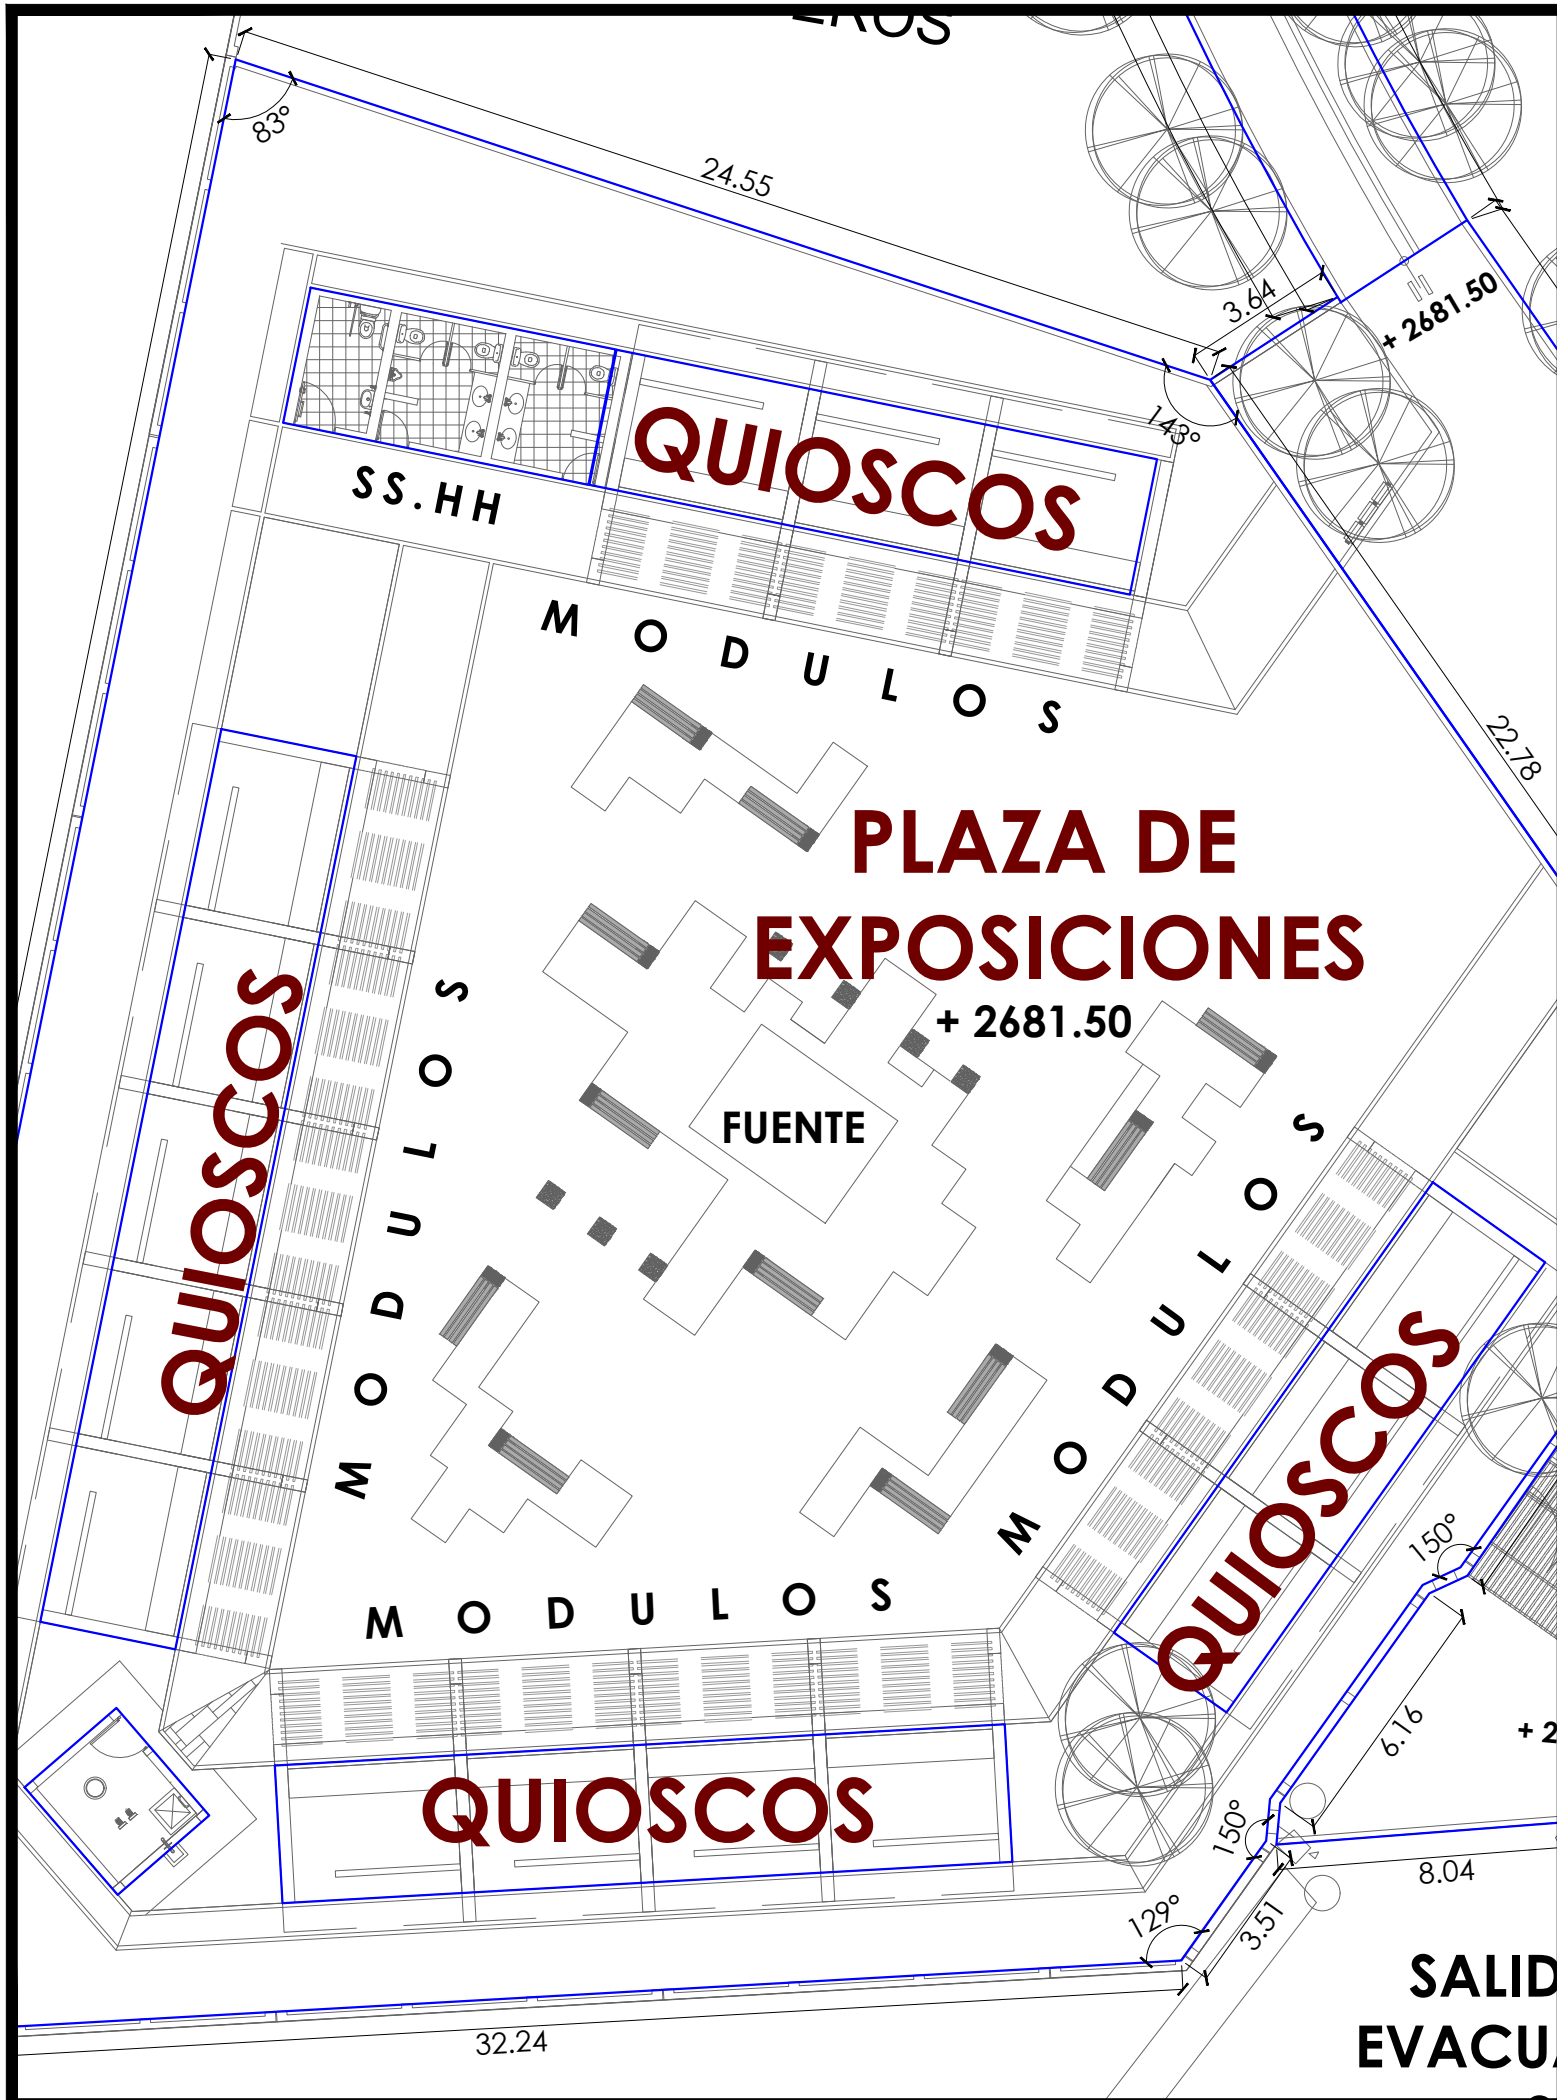 83°
24.55
3.64
+ 2681.50
143°
QUIOSCOS
SS.HH
MODULOS
22.78
PLAZA DE
EXPOSICIONES
+ 2681.50
FUENTE
QUIOSCOS
MODULOS
MODULOS
QUIOSCOS
150°
MODULOS
QUIOSCOS
6.16
+ 2
150°
8.04
129°
3.51
SALID
EVACUA
32.24